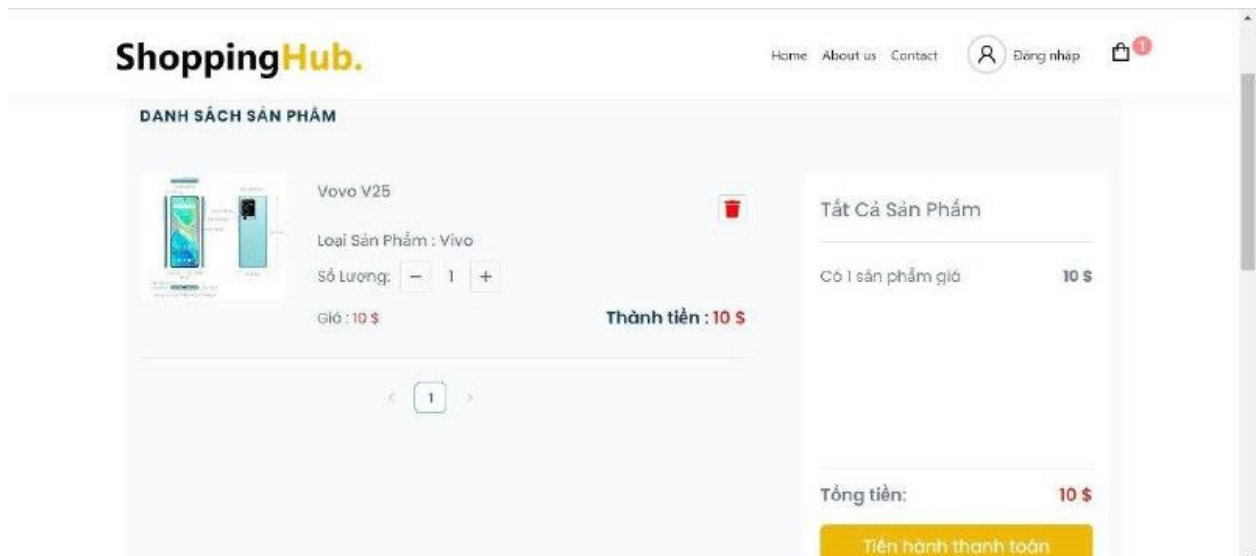 ShoppingHub.
Home About us Contact Đăng nhập 1
DANH SÁCH SẢN PHẨM
Vovo V25
Loại Sản Phẩm : Vivo
Số Lượng: − 1 +
Giá : 10 $ Thành tiền : 10 $
< 1 >
Tất Cả Sản Phẩm
Có 1 sản phẩm giá 10 $
Tổng tiền: 10 $
Tiến hành thanh toán